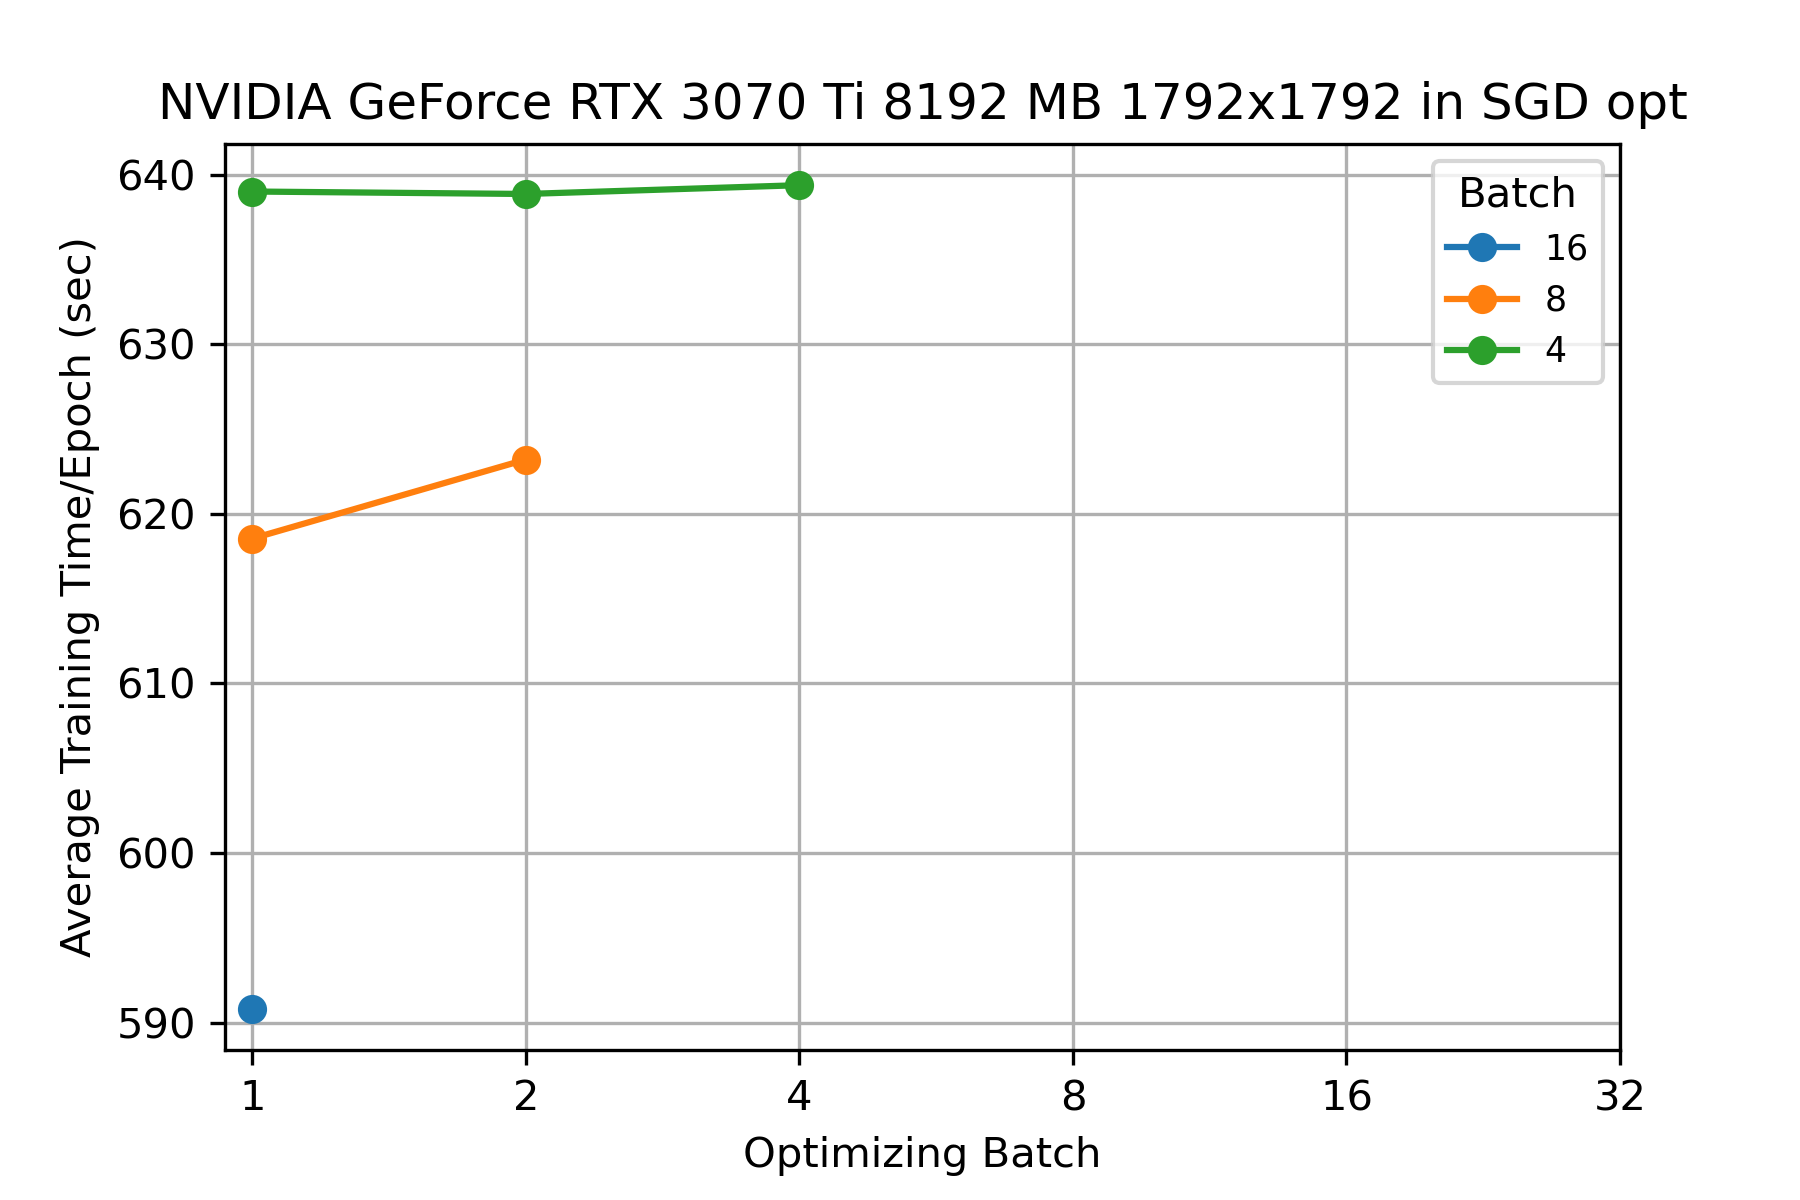 NVIDIA GeForce RTX 3070 Ti 8192 MB 1792x1792 in SGD opt
Average Training Time/Epoch (sec)
640
630
620
610
600
590
Batch
16
8
4
1 2 4 8 16 32
Optimizing Batch